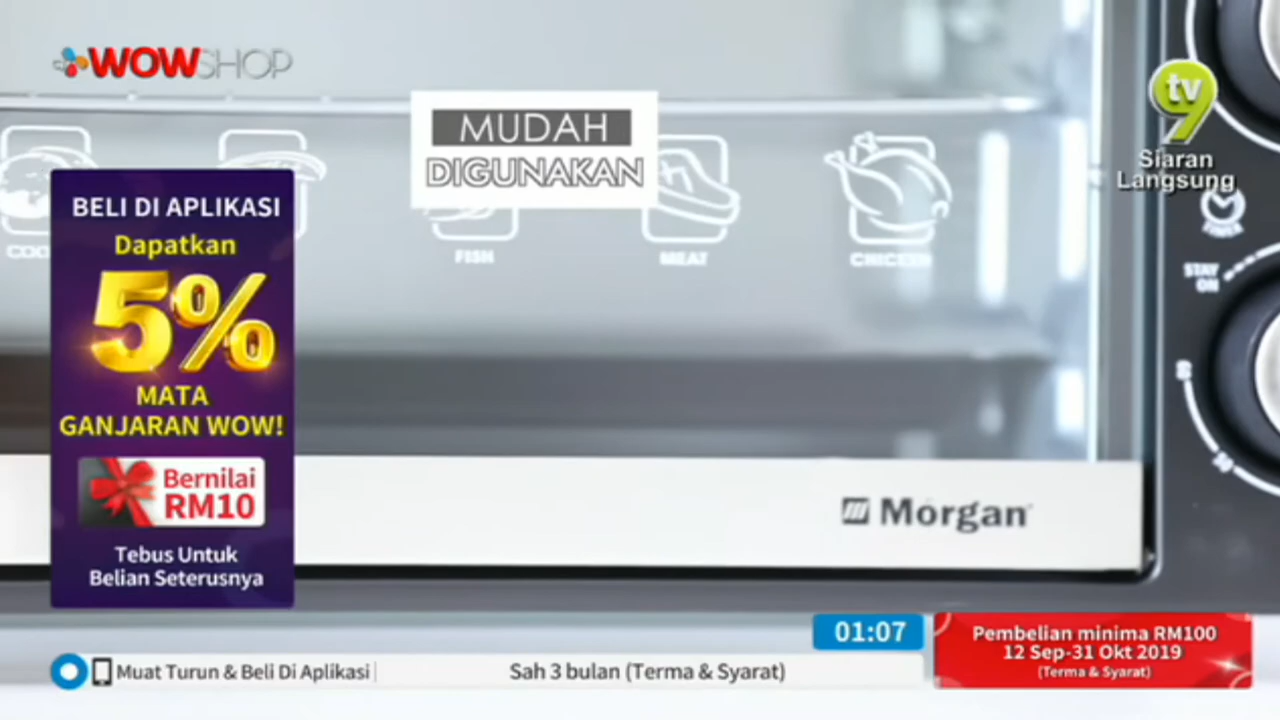 WOWSHOP
tv9
Siaran
Langsung
MUDAH
DIGUNAKAN
FISH
MEAT
CHICKEN
TIMER
STAY
ON
BELI DI APLIKASI
Dapatkan
5%
MATA
GANJARAN WOW!
Bernilai
RM10
Tebus Untuk
Belian Seterusnya
Morgan
01:07
Pembelian minima RM100
12 Sep-31 Okt 2019
(Terma & Syarat)
Muat Turun & Beli Di Aplikasi
Sah 3 bulan (Terma & Syarat)